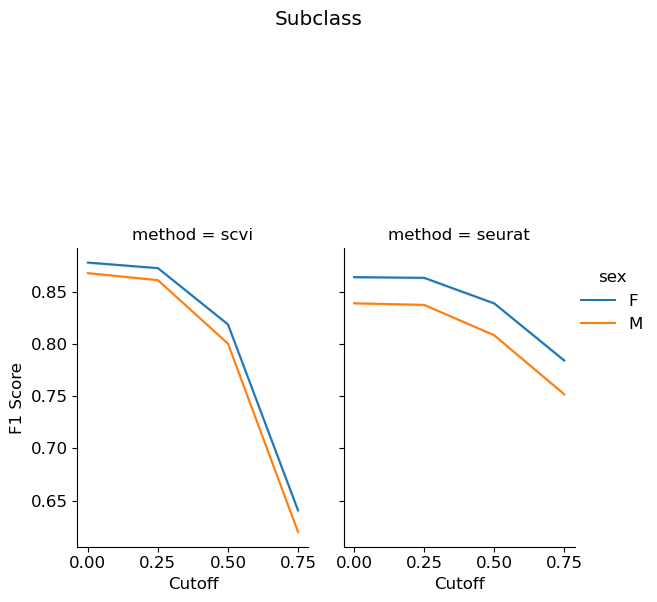 Subclass
method = scvi
method = seurat
sex
F
M
F1 Score
0.85
0.80
0.75
0.70
0.65
0.00 0.25 0.50 0.75
0.00 0.25 0.50 0.75
Cutoff
Cutoff